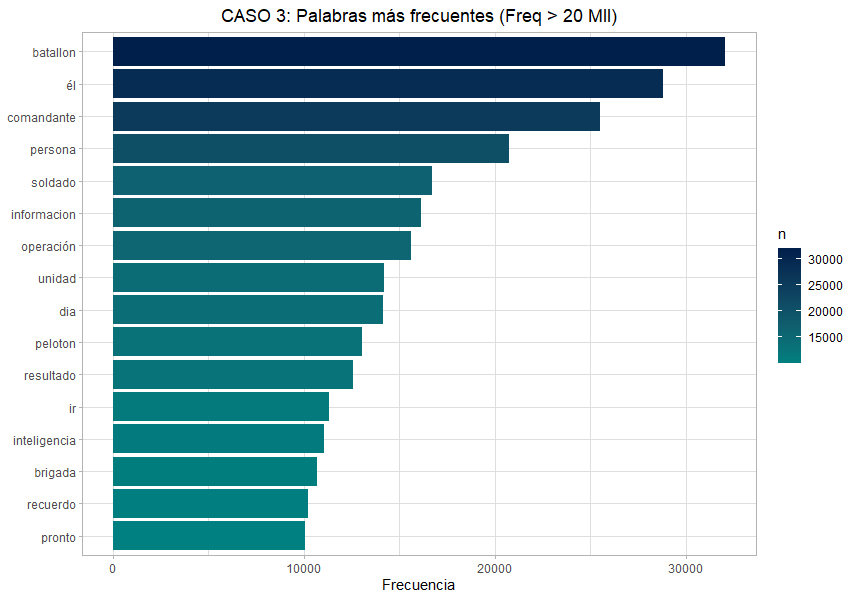 CASO 3: Palabras más frecuentes (Freq > 20 Mll)
batallon
él
comandante
persona
soldado
informacion
operación
unidad
dia
peloton
resultado
ir
inteligencia
brigada
recuerdo
pronto
0 10000 20000 30000
Frecuencia
n
30000
25000
20000
15000